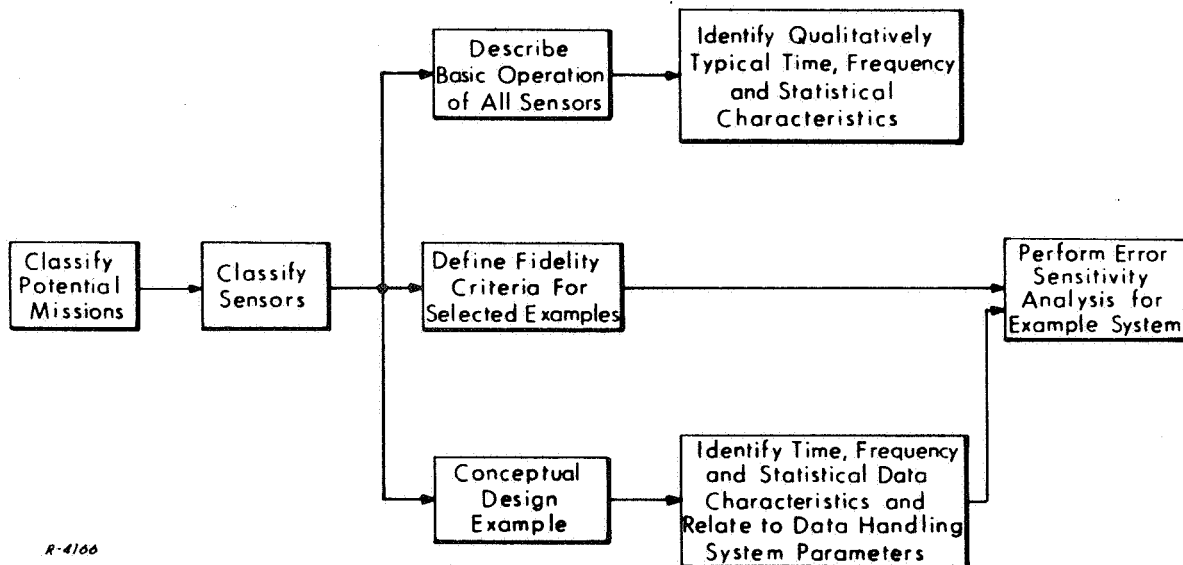 Describe
Basic Operation
of All Sensors
Identify Qualitatively
Typical Time, Frequency
and Statistical
Characteristics
Classify
Potential
Missions
Classify
Sensors
Define Fidelity
Criteria For
Selected Examples
Perform Error
Sensitivity
Analysis for
Example System
Conceptual
Design
Example
Identify Time, Frequency
and Statistical Data
Characteristics and
Relate to Data Handling
System Parameters
R-4166